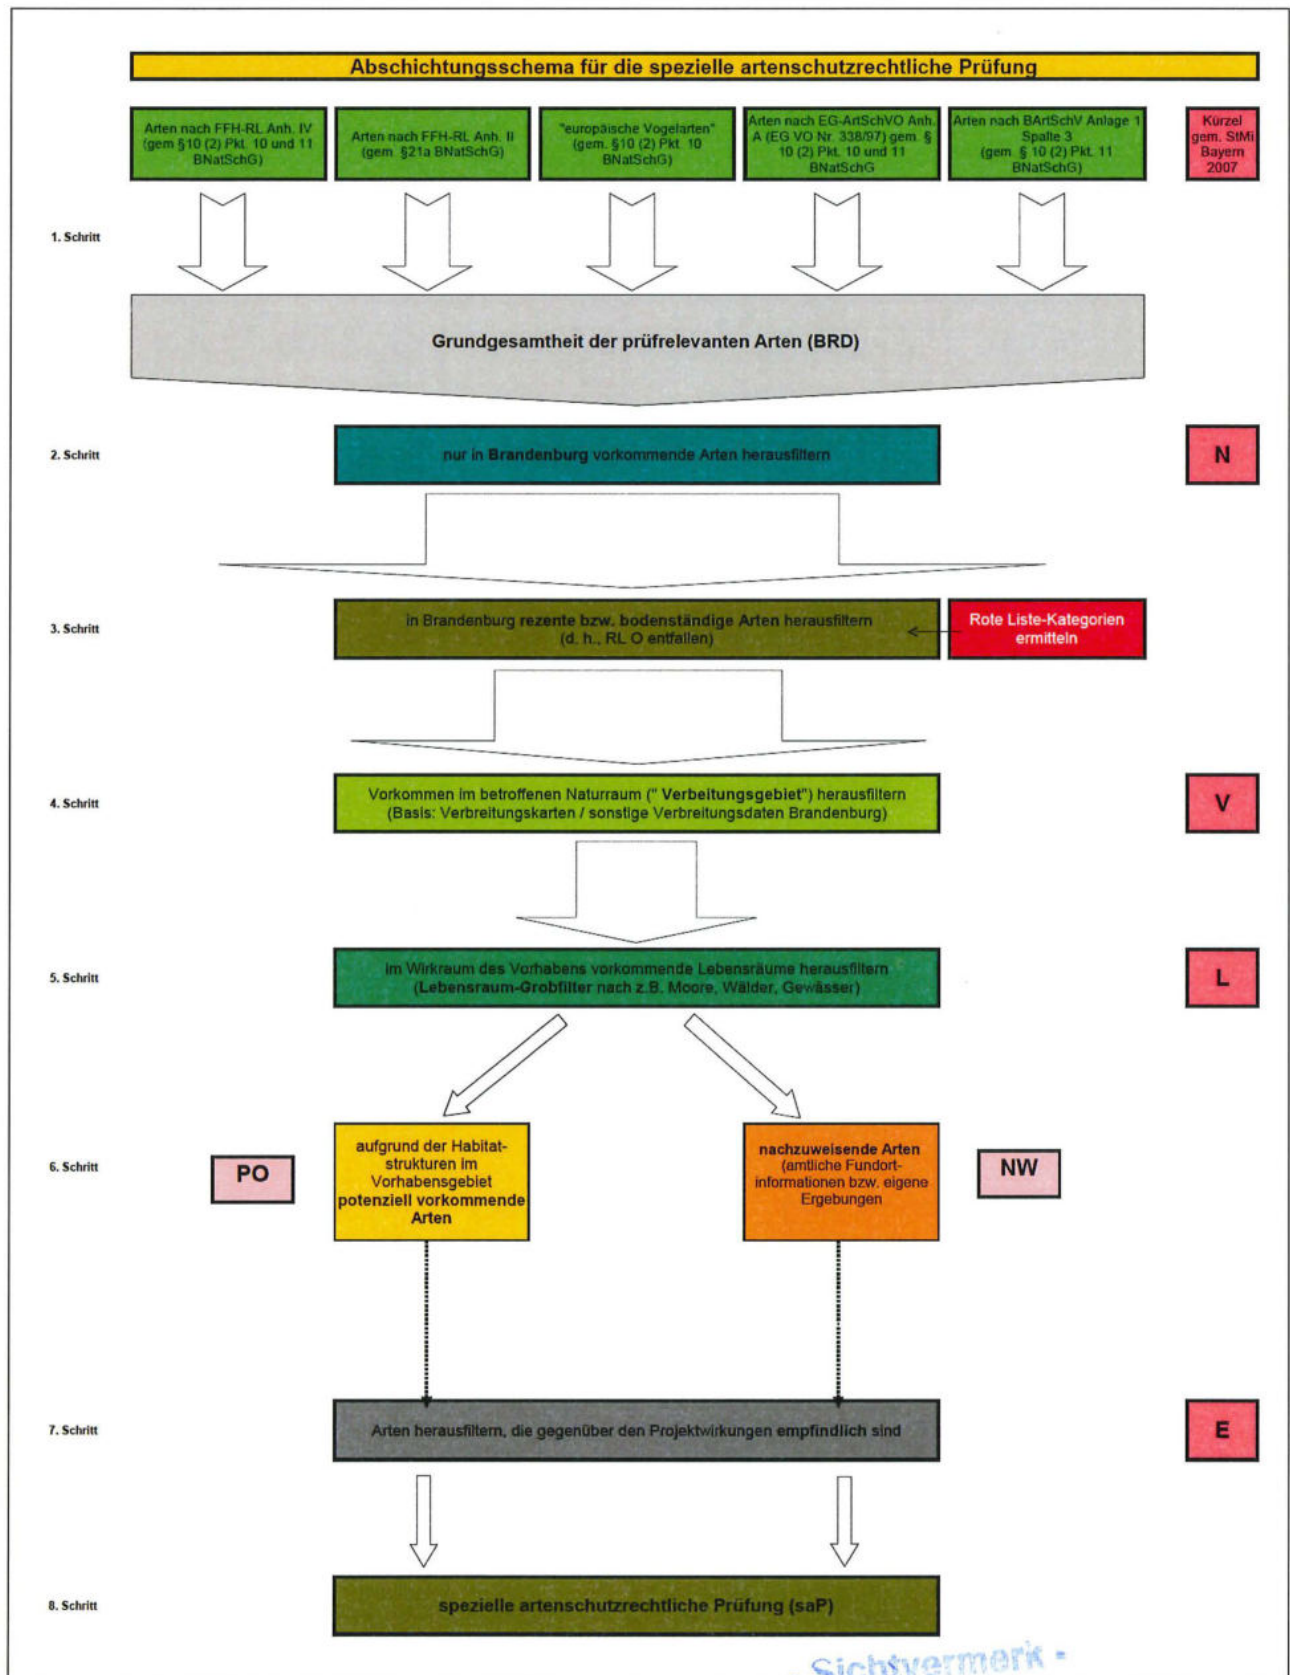 Abschichtungsschema für die spezielle artenschutzrechtliche Prüfung
Arten nach FFH-RL Anh. IV
(gem §10 (2) Pkt. 10 und 11
BNatSchG)
Arten nach FFH-RL Anh. II
(gem. §21a BNatSchG)
"europäische Vogelarten"
(gem. §10 (2) Pkt. 10
BNatSchG)
Arten nach EG-ArtSchVO Anh.
A (EG VO Nr. 338/97) gem. §
10 (2) Pkt. 10 und 11
BNatSchG
Arten nach BArtSchV Anlage 1
Spalte 3
(gem. § 10 (2) Pkt. 11
BNatSchG)
Kürzel
gem. StMi
Bayern
2007
1. Schritt
Grundgesamtheit der prüfrelevanten Arten (BRD)
2. Schritt
nur in Brandenburg vorkommende Arten herausfiltern
N
3. Schritt
in Brandenburg rezente bzw. bodenständige Arten herausfiltern
(d. h., RL O entfallen)
Rote Liste-Kategorien
ermitteln
4. Schritt
Vorkommen im betroffenen Naturraum (" Verbeitungsgebiet") herausfiltern
(Basis: Verbreitungskarten / sonstige Verbreitungsdaten Brandenburg)
V
5. Schritt
im Wirkraum des Vorhabens vorkommende Lebensräume herausfiltern
(Lebensraum-Grobfilter nach z.B. Moore, Wälder, Gewässer)
L
6. Schritt
PO
aufgrund der Habitat-
strukturen im
Vorhabensgebiet
potenziell vorkommende
Arten
nachzuweisende Arten
(amtliche Fundort-
informationen bzw. eigene
Ergebungen
NW
7. Schritt
Arten herausfiltern, die gegenüber den Projektwirkungen empfindlich sind
E
8. Schritt
spezielle artenschutzrechtliche Prüfung (saP)
- Sichtvermerk -